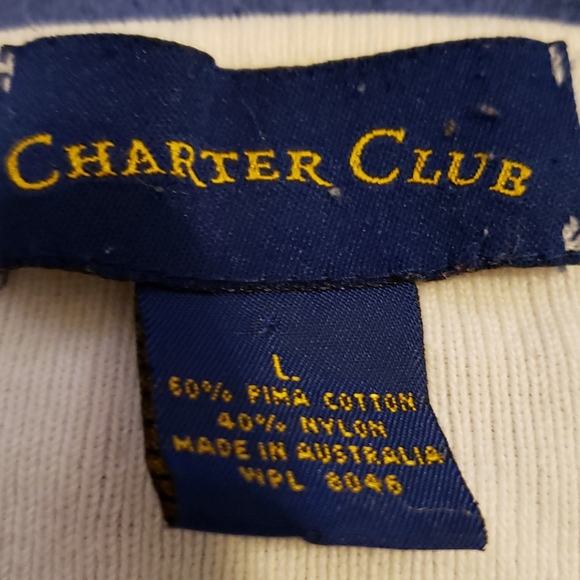 CHARTER CLUB
L.
60% PIMA COTTON
40% NYLON
MADE IN AUSTRALIA
WPL 8046